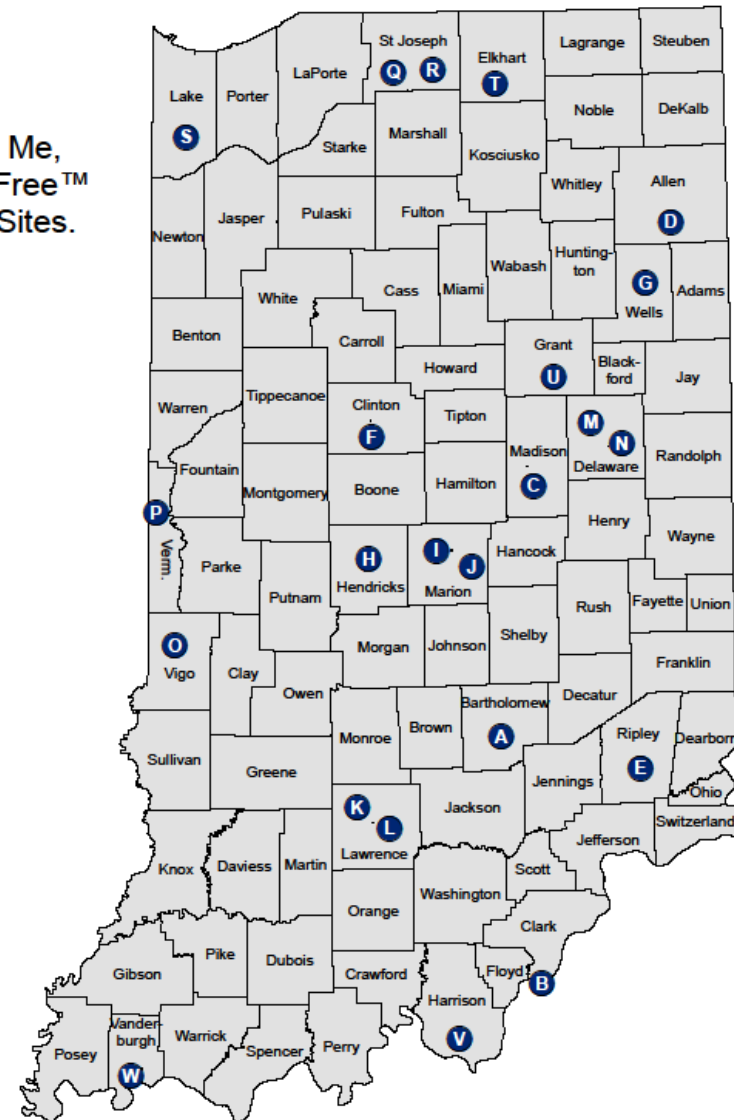 Me,
Free™
Sites.
St Joseph
Q R
Elkhart
T
Lagrange
Steuben
LaPorte
Lake
S
Porter
Noble
DeKalb
Starke
Marshall
Kosciusko
Whitley
Allen
D
Newton
Jasper
Pulaski
Fulton
Wabash
Hunting-
ton
G
Wells
Adams
White
Cass
Miami
Benton
Carroll
Grant
U
Black-
ford
Jay
Howard
Warren
Tippecanoe
Clinton
F
Tipton
Madison
C
M N
Delaware
Randolph
Fountain
Montgomery
Boone
Hamilton
Henry
Wayne
P
Verm.
Parke
Putnam
H
Hendricks
I J
Marion
Hancock
Rush
Fayette
Union
O
Vigo
Clay
Owen
Morgan
Johnson
Shelby
Franklin
Decatur
Sullivan
Greene
Monroe
Brown
Bartholomew
A
Ripley
E
Dearborn
Jennings
Ohio
K L
Lawrence
Jackson
Switzerland
Jefferson
Knox
Daviess
Martin
Scott
Washington
Orange
Clark
Gibson
Pike
Dubois
Crawford
Floyd
B
Harrison
V
Posey
Vander-
burgh
W
Warrick
Spencer
Perry